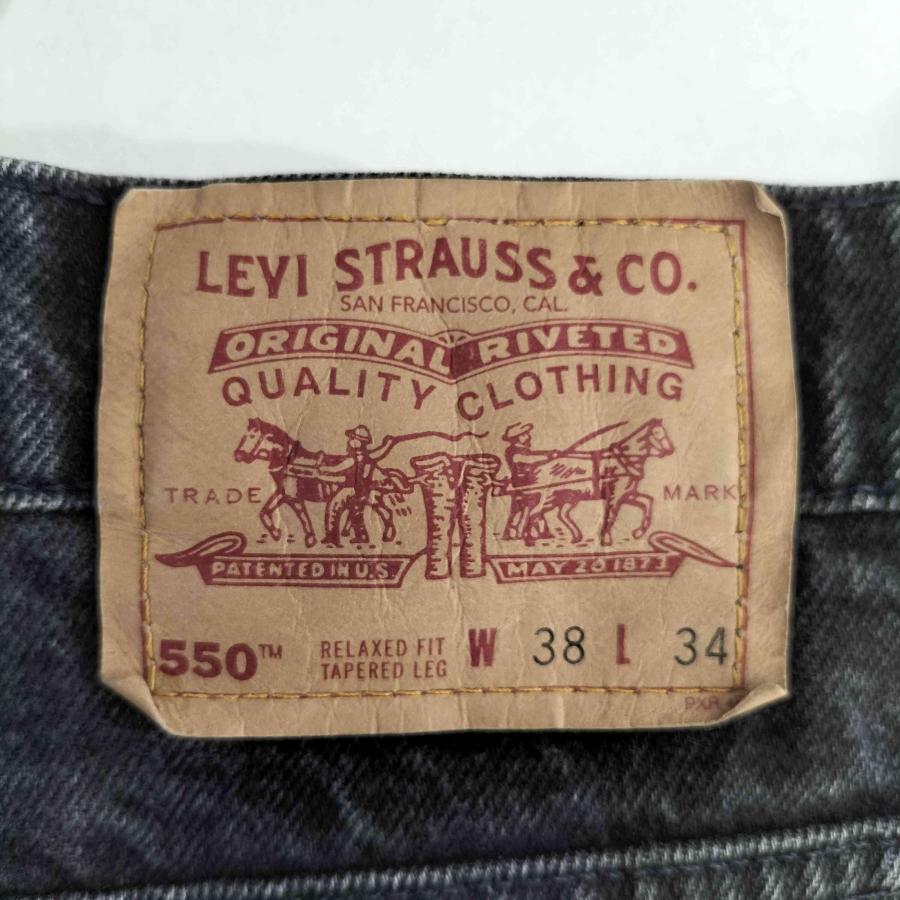 LEVI STRAUSS & CO.
SAN FRANCISCO, CAL.
ORIGINAL RIVETED
QUALITY CLOTHING
TRADE MARK
PATENTED IN U.S. MAY 20 1873
550™ RELAXED FIT W 38 L 34
TAPERED LEG